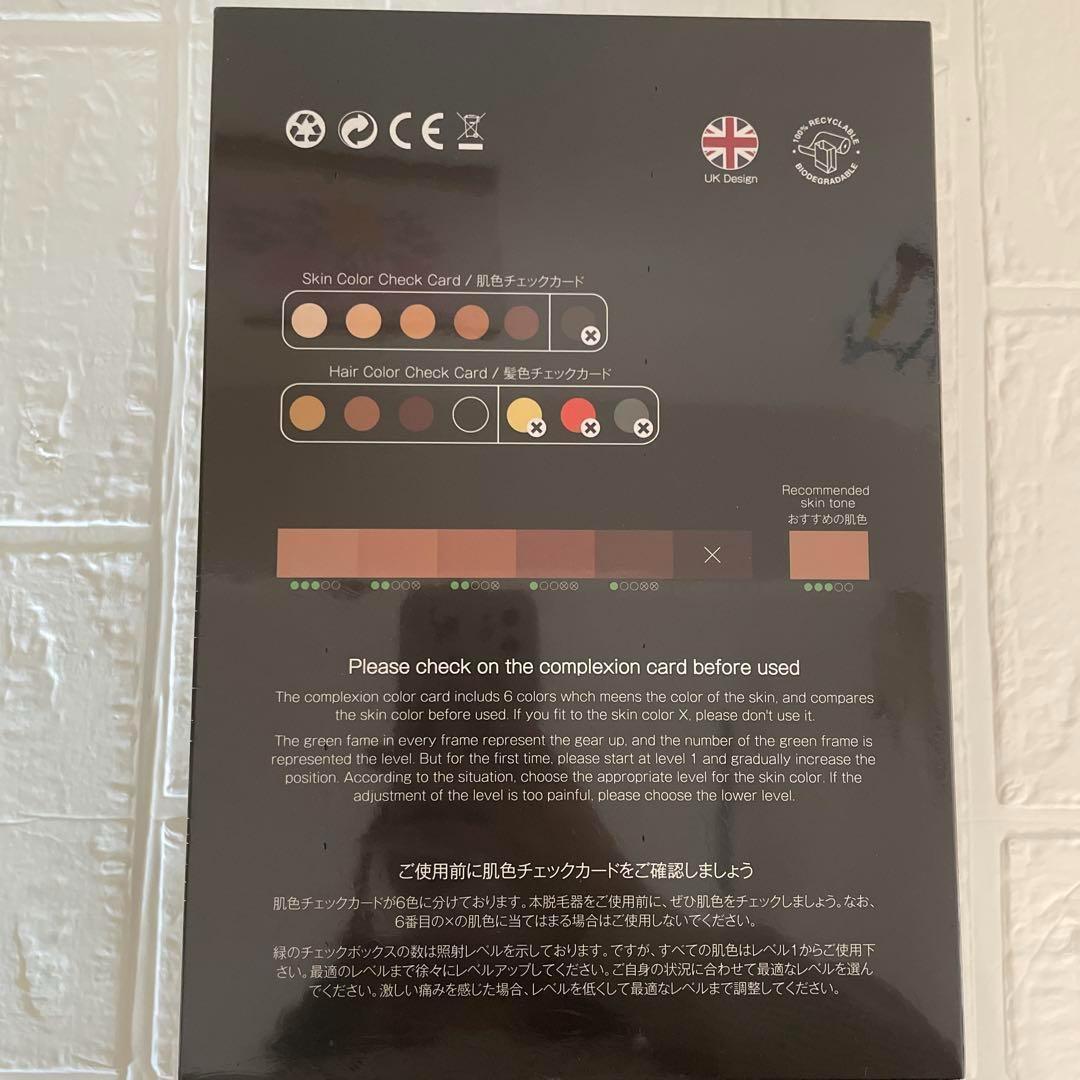 CE
UK Design
100% RECYCLABLE
BIODEGRADABLE
Skin Color Check Card / 肌色チェックカード
Hair Color Check Card / 髪色チェックカード
Recommended
skin tone
おすすめの肌色
Please check on the complexion card before used
The complexion color card includs 6 colors whch meens the color of the skin, and compares
the skin color before used. If you fit to the skin color X, please don't use it.
The green fame in every frame represent the gear up, and the number of the green frame is
represented the level. But for the first time, please start at level 1 and gradually increase the
position. According to the situation, choose the appropriate level for the skin color. If the
adjustment of the level is too painful, please choose the lower level.
ご使用前に肌色チェックカードをご確認しましょう
肌色チェックカードが6色に分けております。本脱毛器をご使用前に、ぜひ肌色をチェックしましょう。なお、
6番目の×の肌色に当てはまる場合はご使用しないでください。
緑のチェックボックスの数は照射レベルを示しております。ですが、すべての肌色はレベル1からご使用下
さい。最適のレベルまで徐々にレベルアップしてください。ご自身の状況に合わせて最適なレベルを選ん
でください。激しい痛みを感じた場合、レベルを低くして最適なレベルまで調整してください。